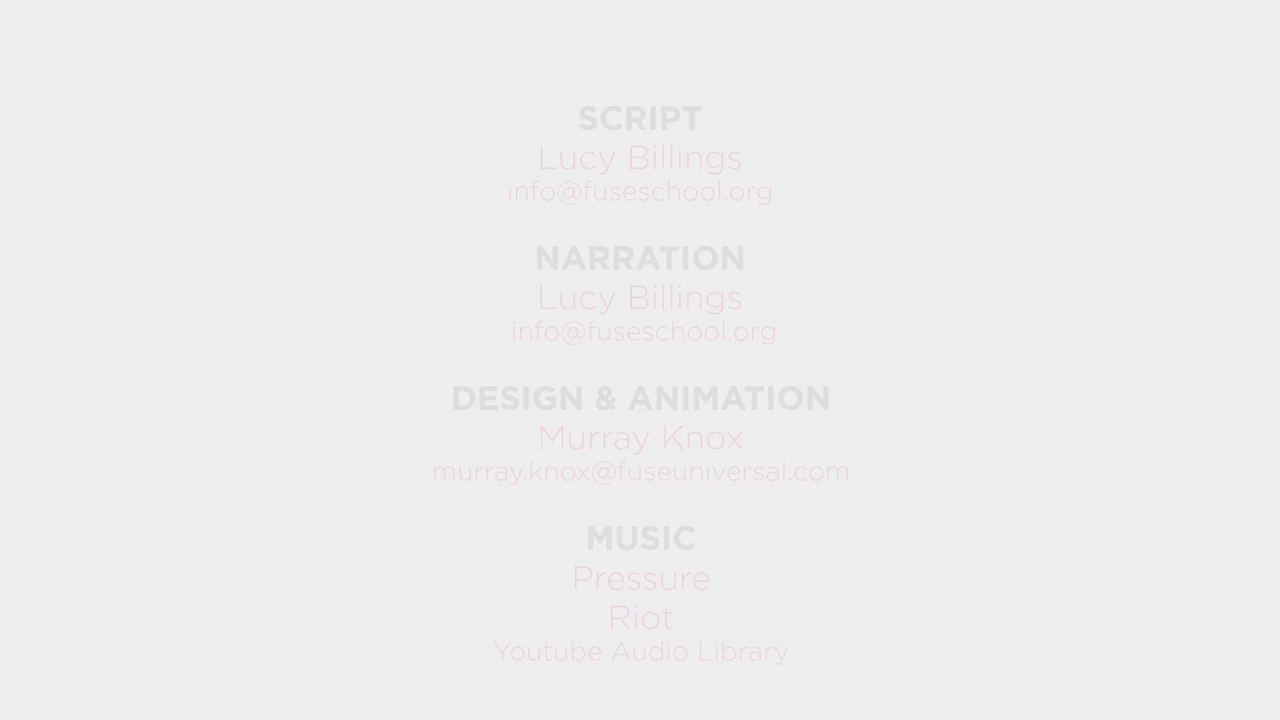 SCRIPT
Lucy Billings
info@fuseschool.org
NARRATION
Lucy Billings
info@fuseschool.org
DESIGN & ANIMATION
Murray Knox
murray.knox@fuseuniversal.com
MUSIC
Pressure
Riot
Youtube Audio Library